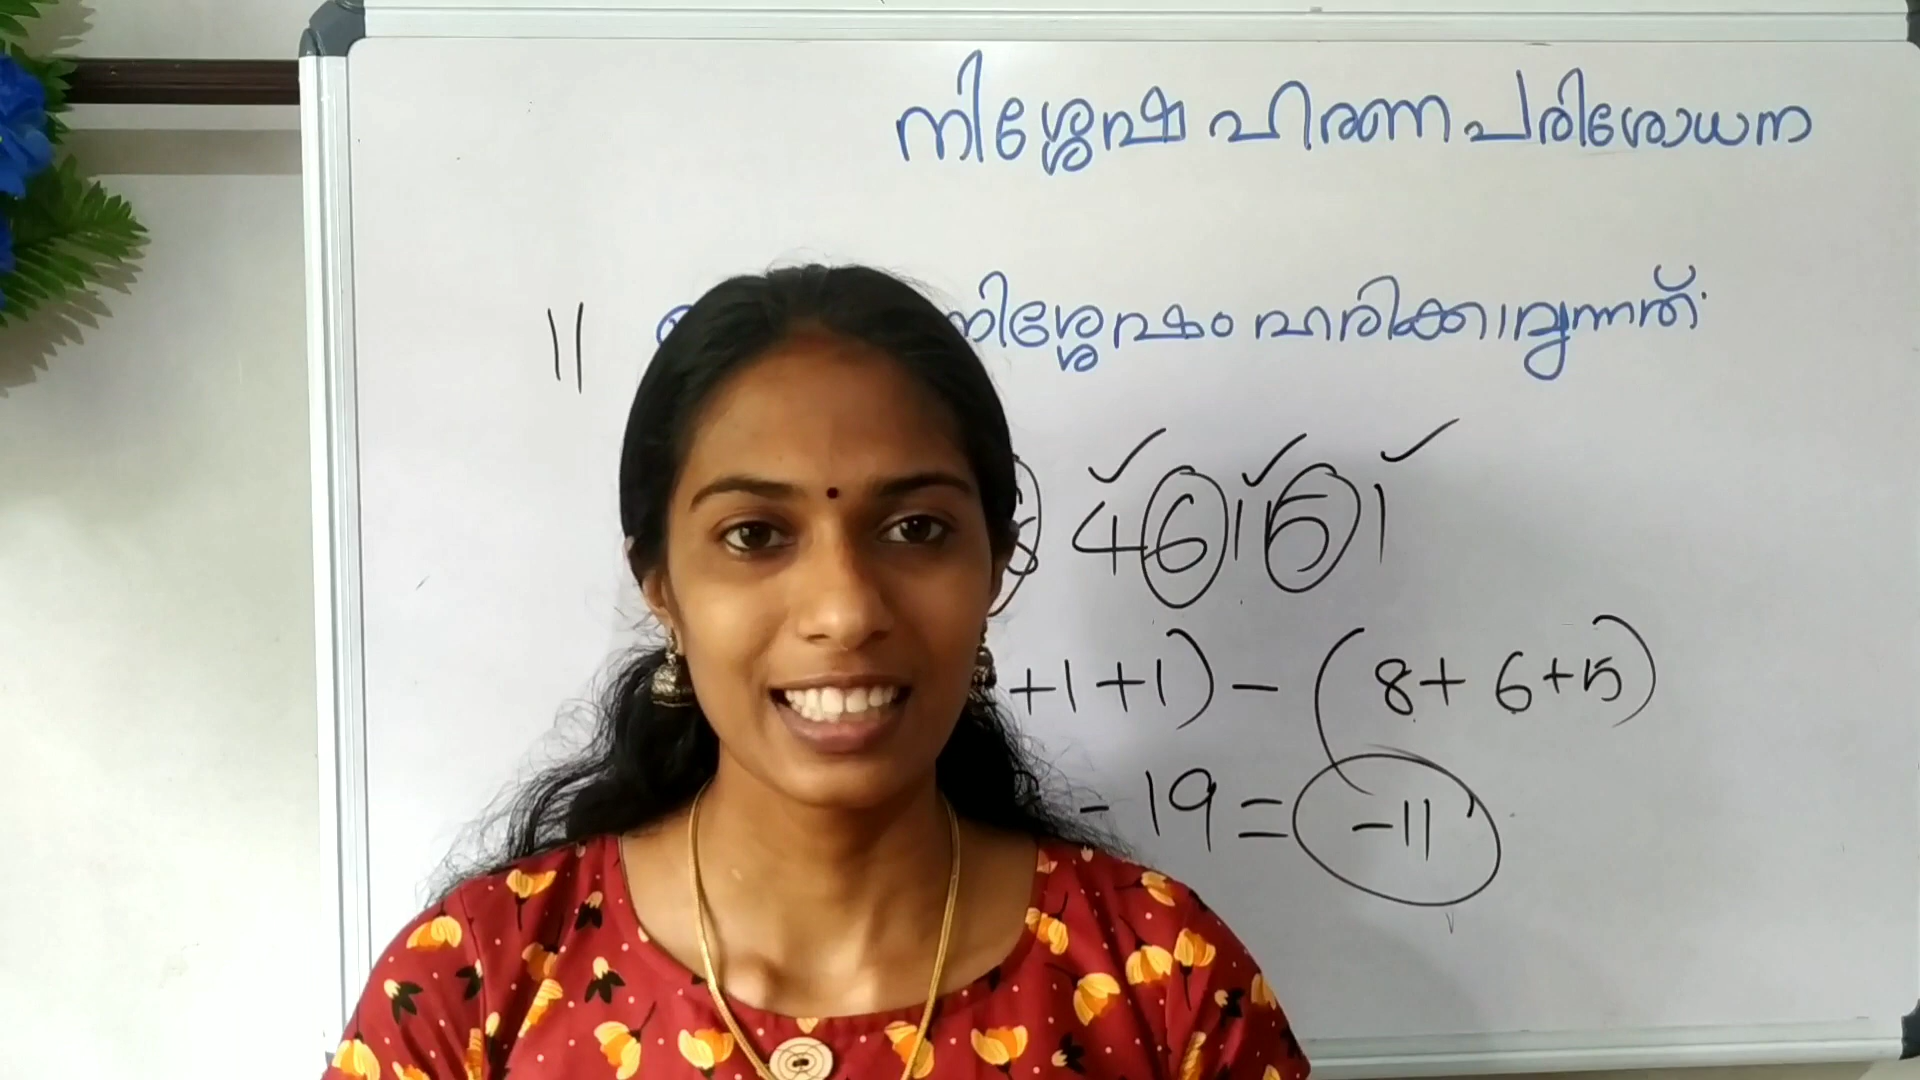 നിശ്ശേഷ ഹരണ പരിശോധന
11 നിശ്ശേഷം ഹരിക്കാവുന്നത്
4 6 1 5 1
+1 +1) - (8+ 6+5)
- 19 = -11